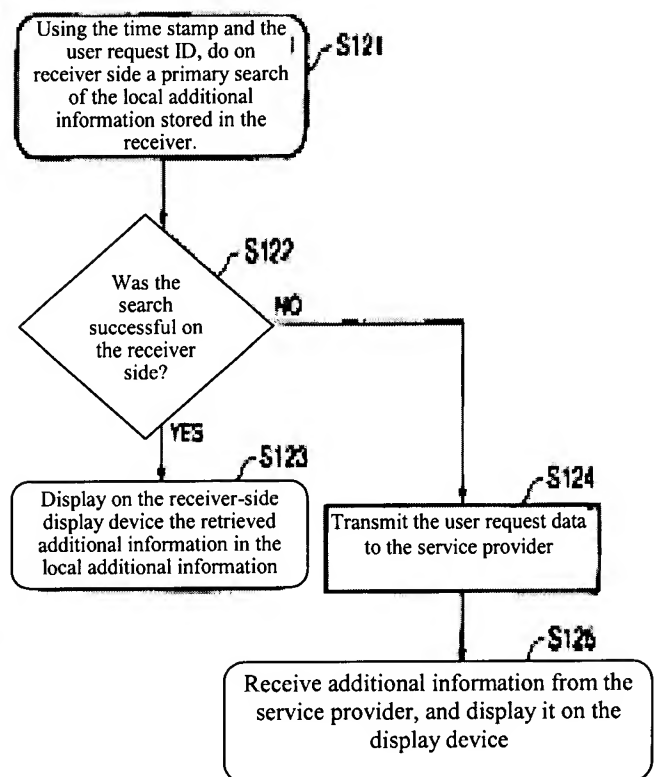 Using the time stamp and the
user request ID, do on
receiver side a primary search
of the local additional
information stored in the
receiver.
S121
Was the
search
successful on
the receiver
side?
S122
NO
YES
S123
Display on the receiver-side
display device the retrieved
additional information in the
local additional information
S124
Transmit the user request data
to the service provider
S125
Receive additional information from the
service provider, and display it on the
display device